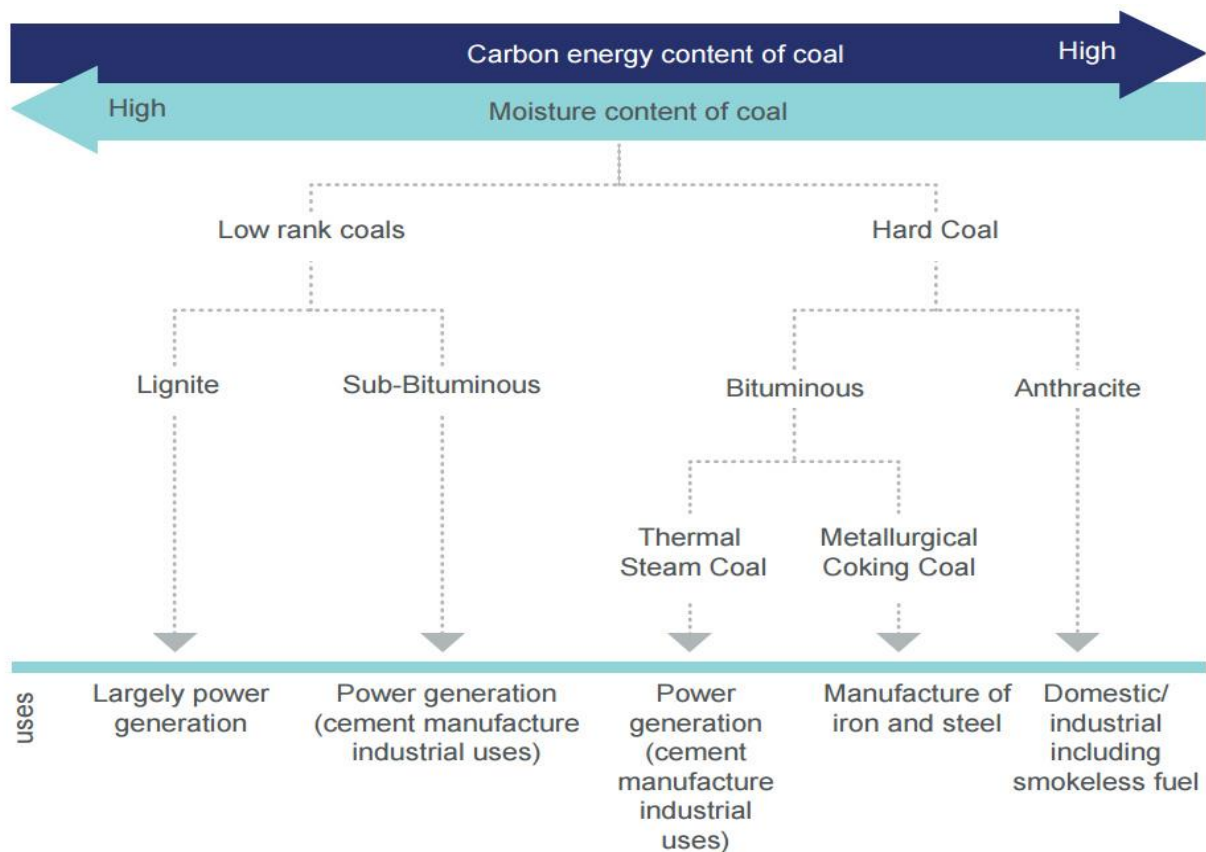 Carbon energy content of coal
High
High
Moisture content of coal
Low rank coals
Hard Coal
Lignite
Sub-Bituminous
Bituminous
Anthracite
Thermal
Steam Coal
Metallurgical
Coking Coal
uses
Largely power
generation
Power generation
(cement manufacture
industrial uses)
Power
generation
(cement
manufacture
industrial
uses)
Manufacture of
iron and steel
Domestic/
industrial
including
smokeless fuel